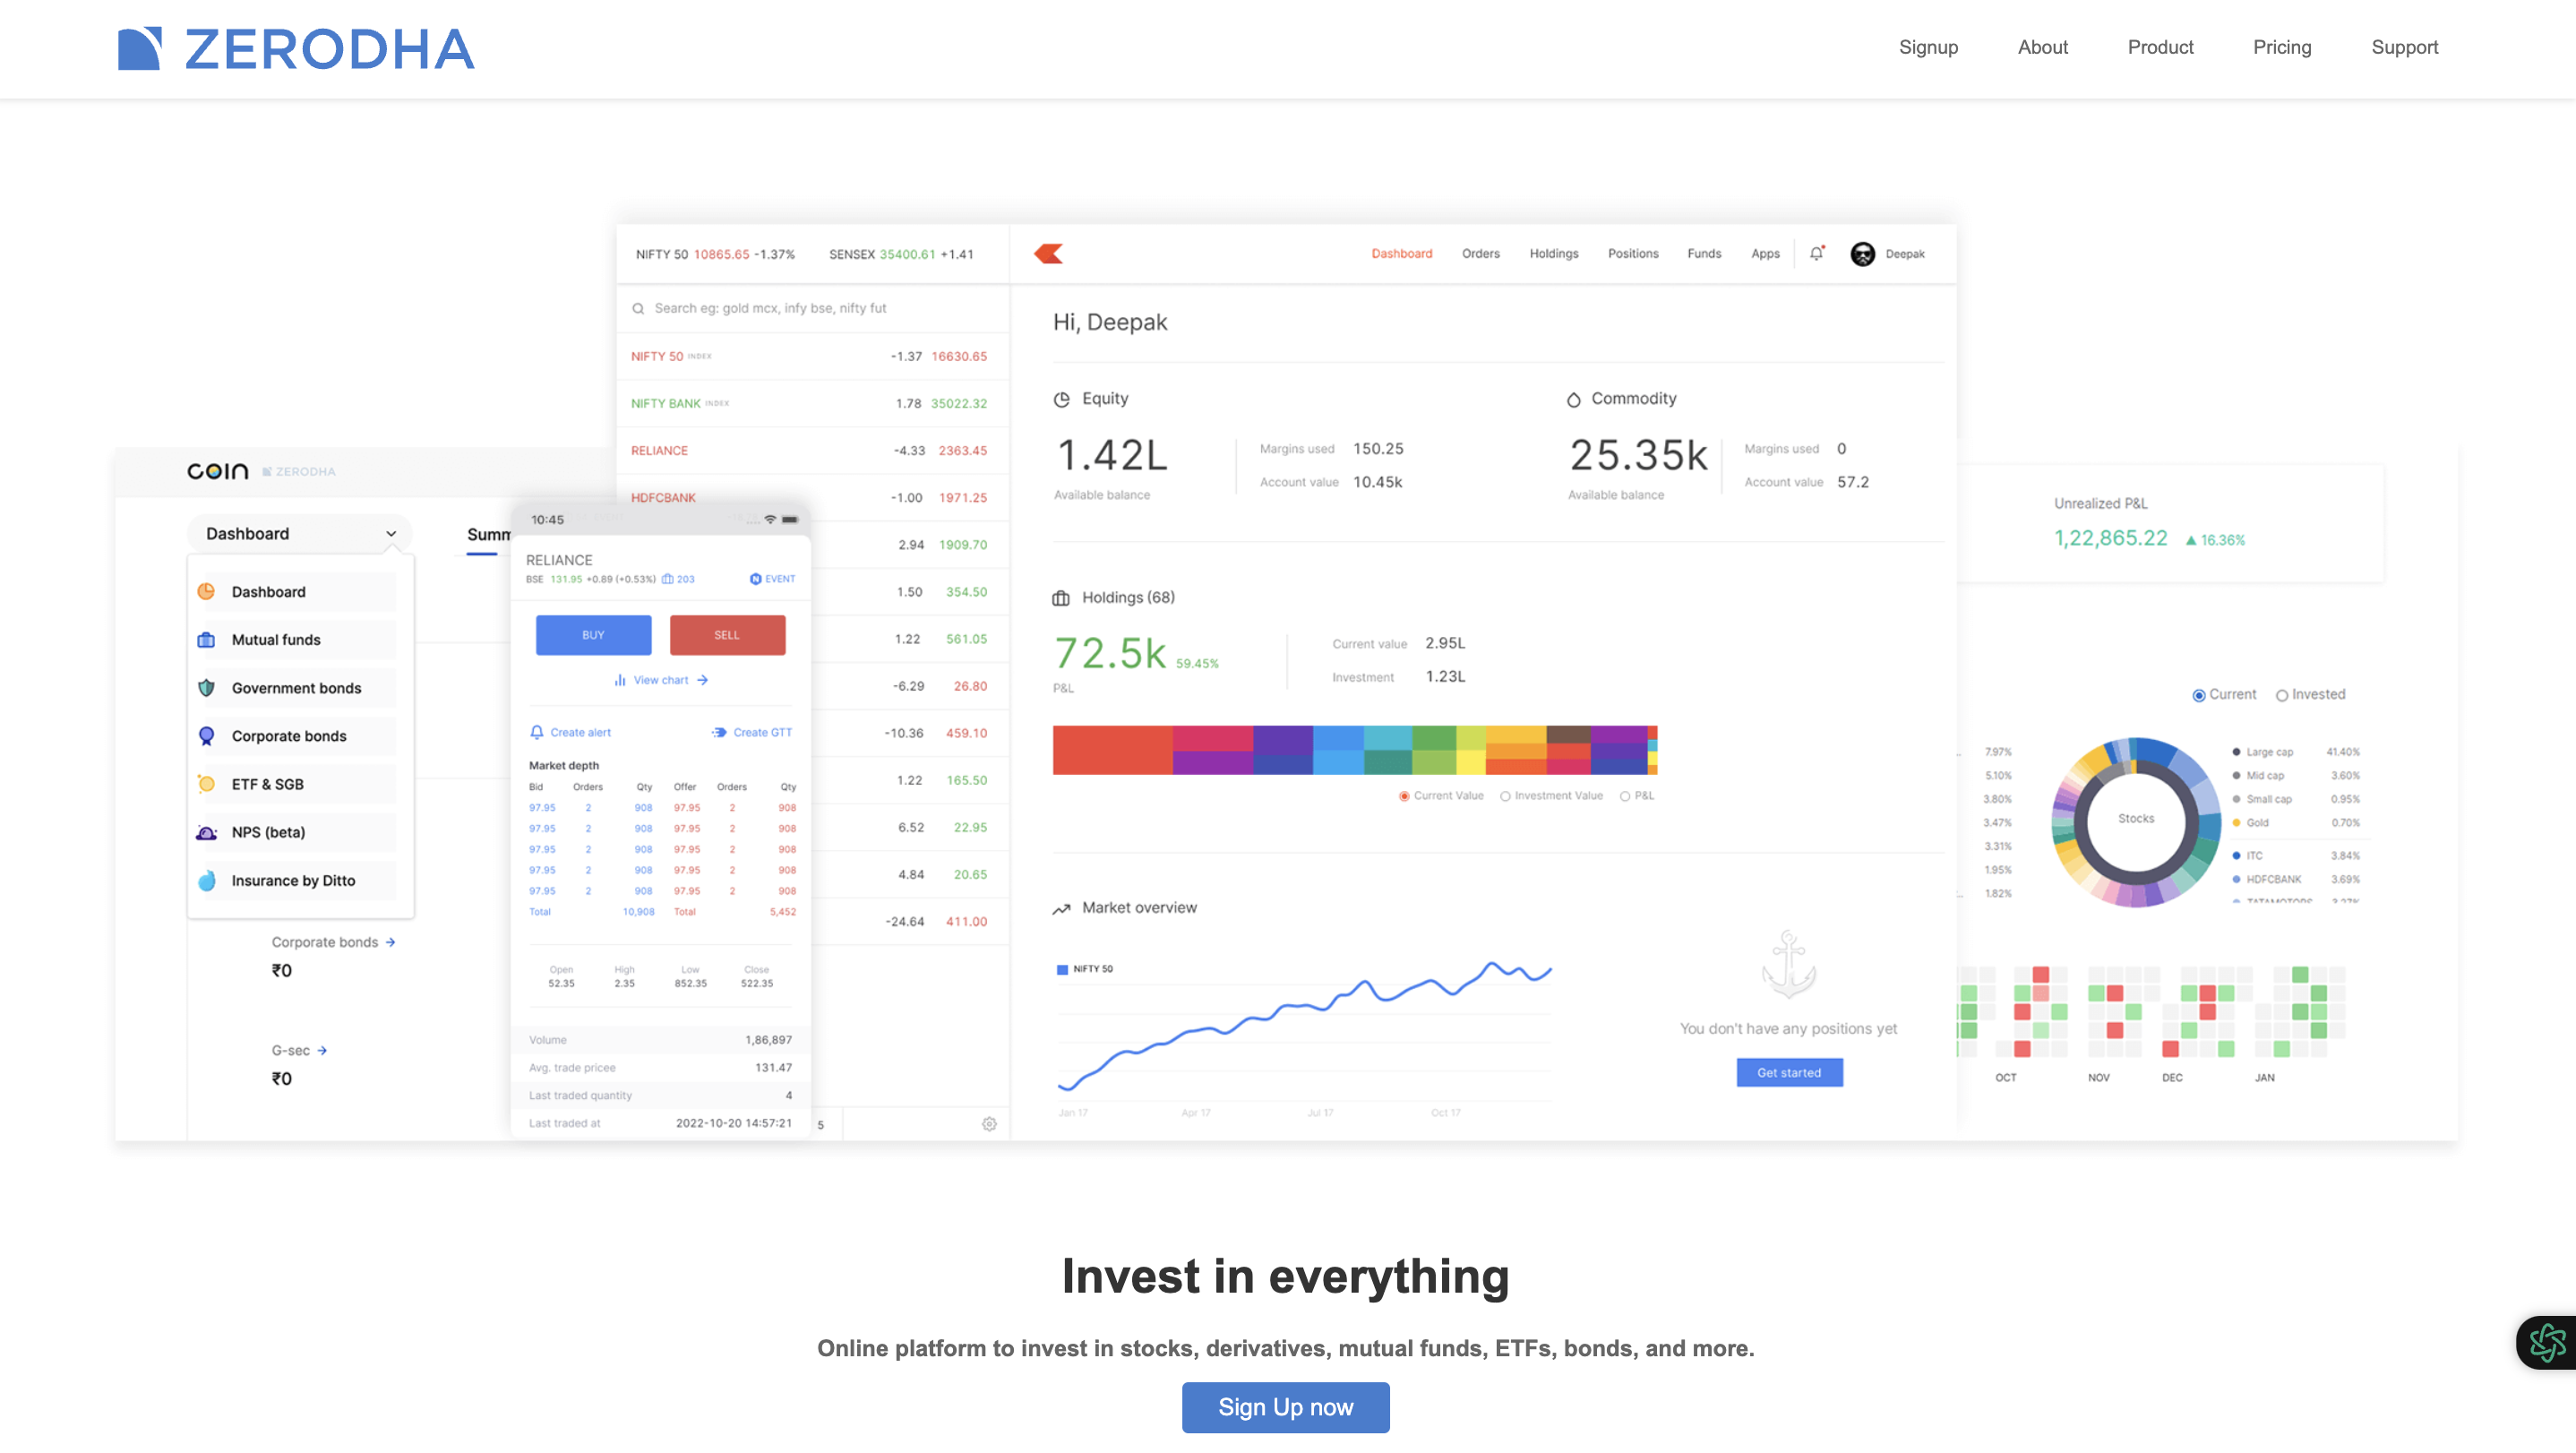 ZERODHA
Signup About Product Pricing Support
NIFTY 50 10865.65 -1.37% SENSEX 35400.61 +1.41
Dashboard Orders Holdings Positions Funds Apps Deepak
Search eg: gold mcx, infy bse, nifty fut
NIFTY 50 INDEX -1.37 16630.65
NIFTY BANK INDEX 1.78 35022.32
RELIANCE -4.33 2363.45
HDFCBANK -1.00 1971.25
2.94 1909.70
1.50 354.50
1.22 561.05
-6.29 26.80
-10.36 459.10
1.22 165.50
6.52 22.95
4.84 20.65
-24.64 411.00
5
Hi, Deepak
Equity
1.42L
Available balance
Margins used 150.25
Account value 10.45k
Commodity
25.35k
Available balance
Margins used 0
Account value 57.2
Holdings (68)
72.5k 59.45%
P&L
Current value 2.95L
Investment 1.23L
Current Value Investment Value P&L
Market overview
NIFTY 50
Jan 17 Apr 17 Jul 17 Oct 17
You don't have any positions yet
Get started
coin ZERODHA
Dashboard
Summ
Dashboard
Mutual funds
Government bonds
Corporate bonds
ETF & SGB
NPS (beta)
Insurance by Ditto
Corporate bonds
₹0
G-sec
₹0
10:45
RELIANCE
BSE 131.95 +0.89 (+0.53%) 203 EVENT
BUY SELL
View chart
Create alert Create GTT
Market depth
Bid Orders Qty Offer Orders Qty
97.95 2 908 97.95 2 908
97.95 2 908 97.95 2 908
97.95 2 908 97.95 2 908
97.95 2 908 97.95 2 908
97.95 2 908 97.95 2 908
Total 10,908 Total 5,452
Open High Low Close
52.35 2.35 852.35 522.35
Volume 1,86,897
Avg. trade pricee 131.47
Last traded quantity 4
Last traded at 2022-10-20 14:57:21
Unrealized P&L
1,22,865.22 16.36%
Current Invested
7.97%
5.10%
3.80%
3.47%
3.31%
1.95%
1.82%
Stocks
Large cap 41.40%
Mid cap 3.60%
Small cap 0.95%
Gold 0.70%
ITC 3.84%
HDFCBANK 3.69%
TATAMOTORS 3.27%
OCT NOV DEC JAN
Invest in everything
Online platform to invest in stocks, derivatives, mutual funds, ETFs, bonds, and more.
Sign Up now